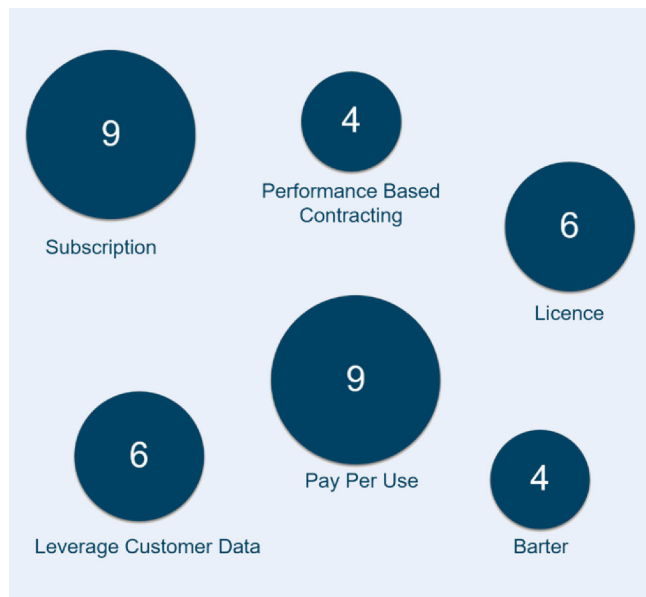 9
Subscription
4
Performance Based
Contracting
6
Licence
9
Pay Per Use
6
Leverage Customer Data
4
Barter